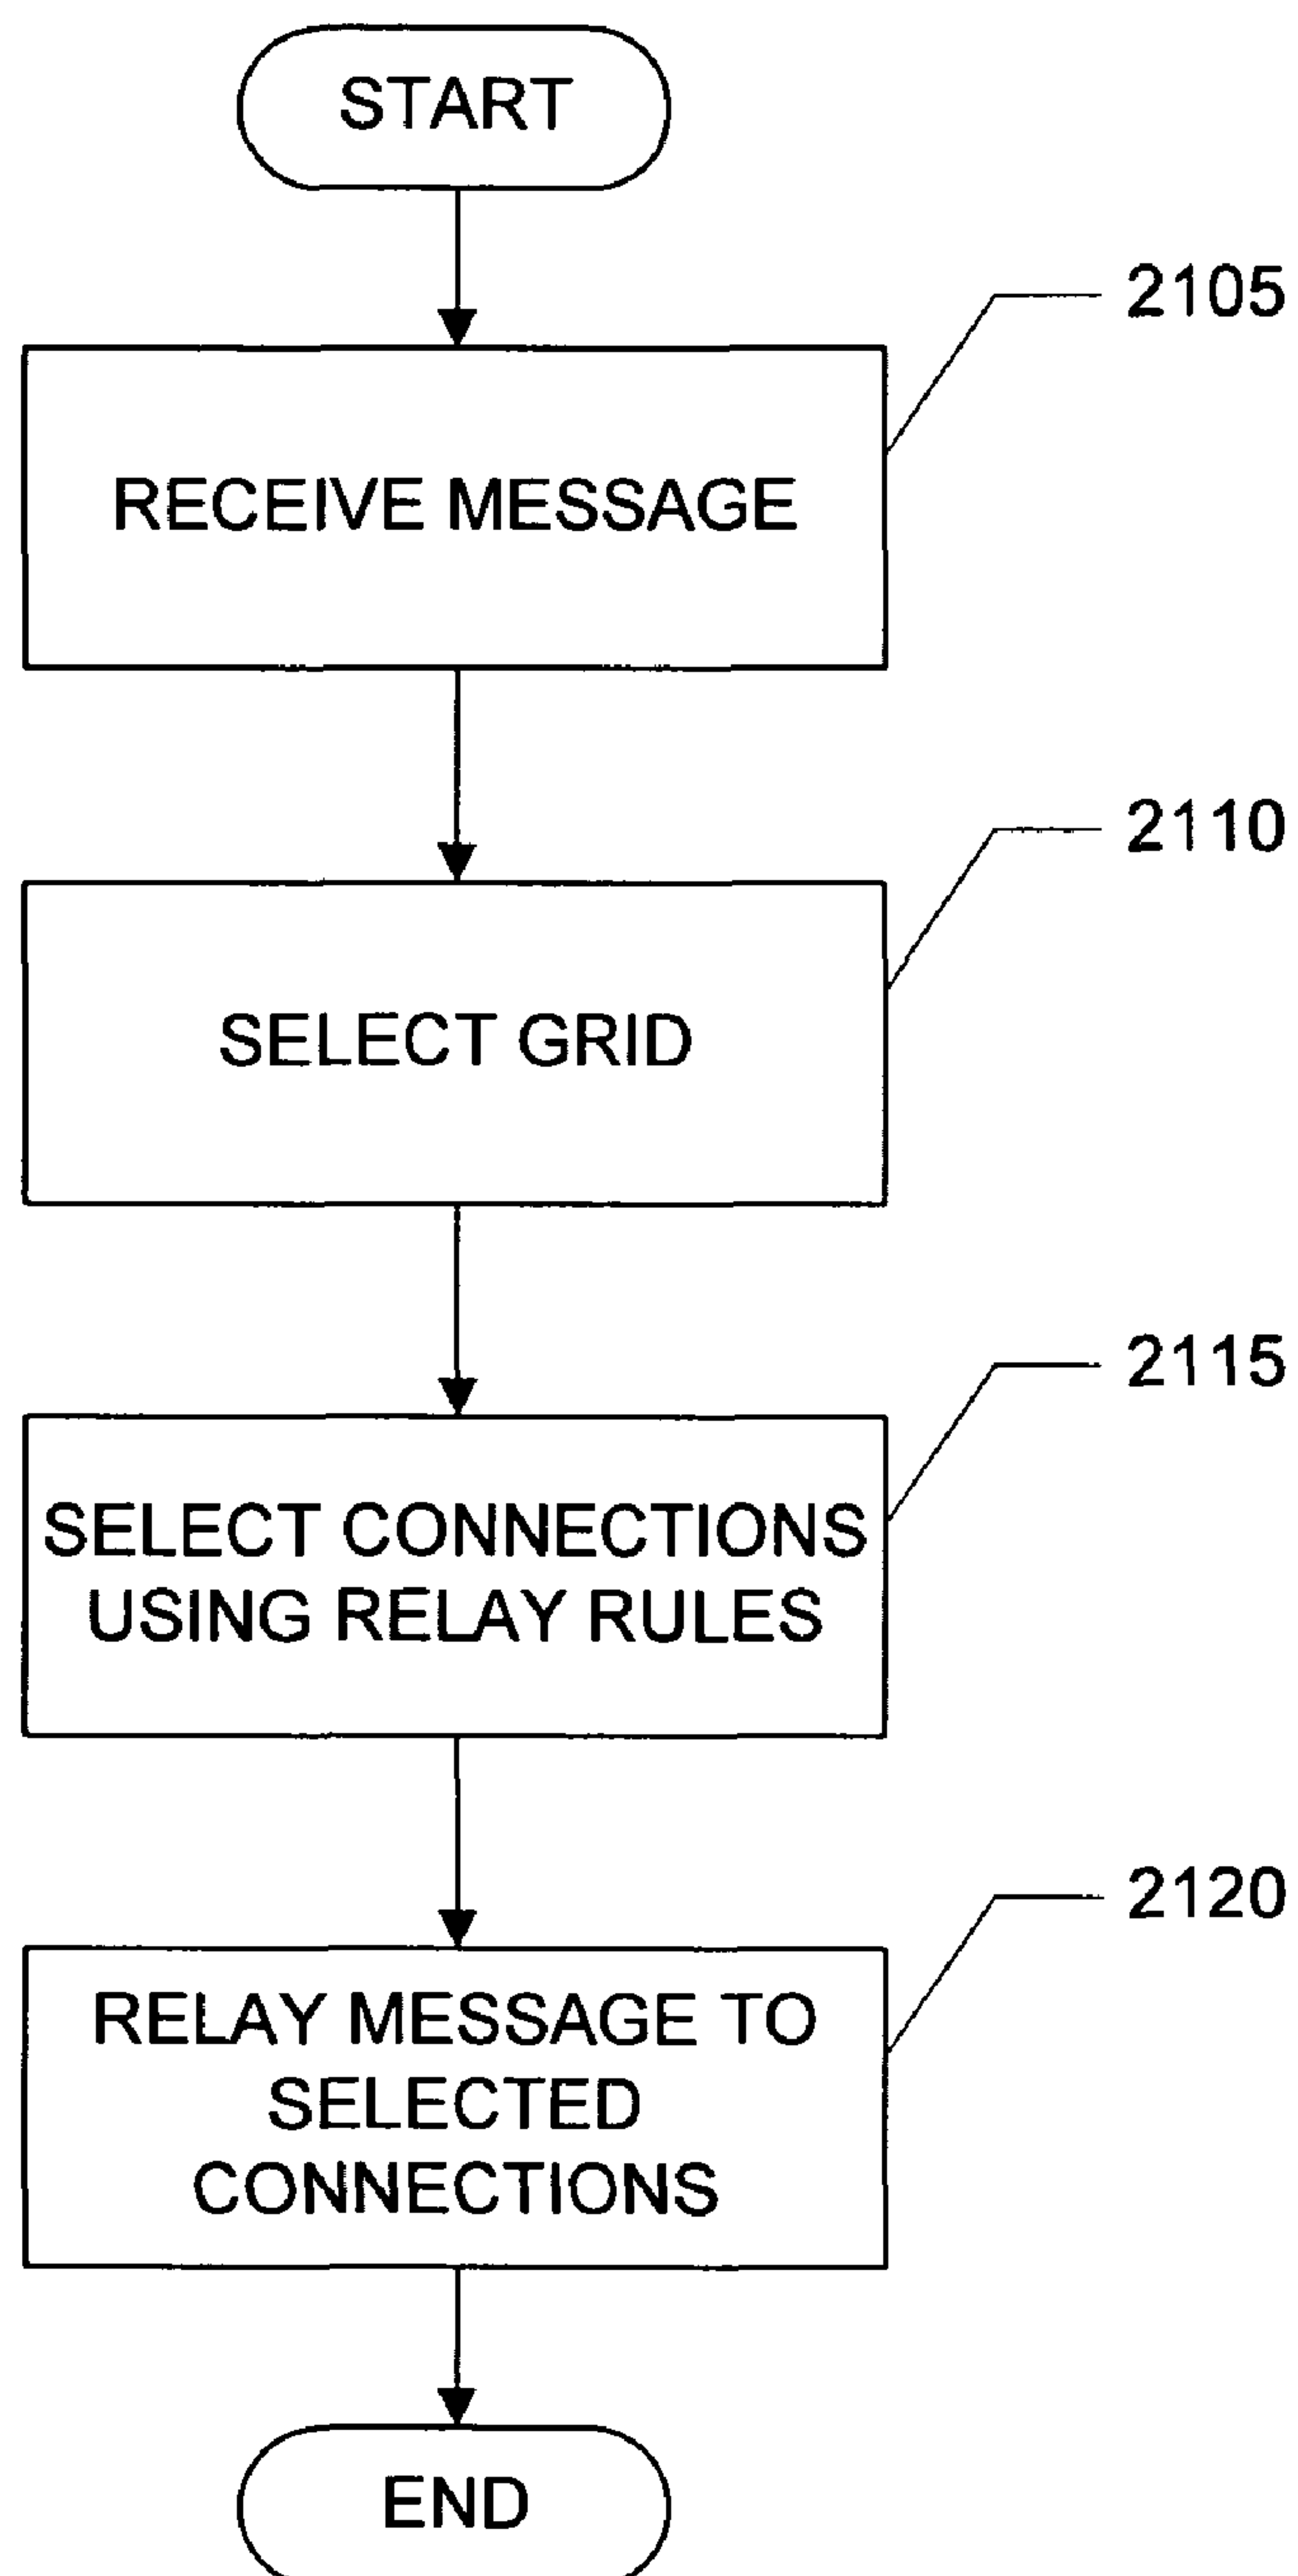 START
2105
RECEIVE MESSAGE
2110
SELECT GRID
2115
SELECT CONNECTIONS
USING RELAY RULES
2120
RELAY MESSAGE TO
SELECTED
CONNECTIONS
END